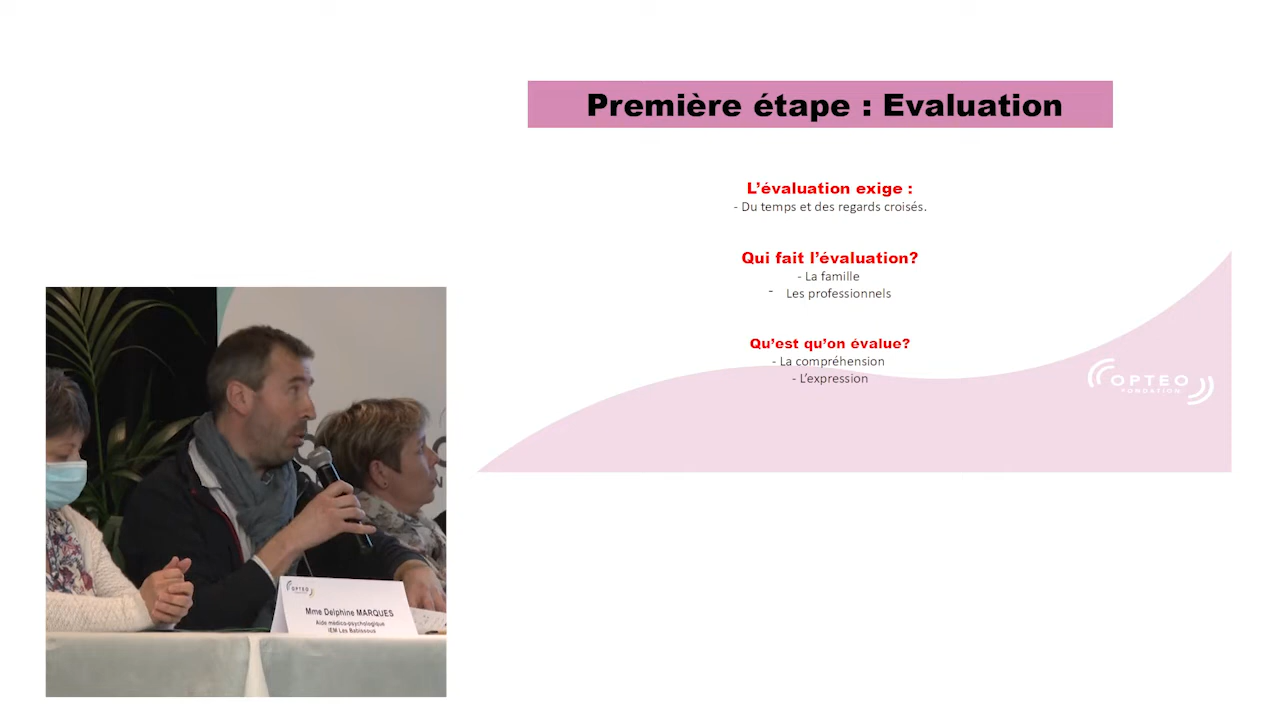 Première étape : Evaluation
L'évaluation exige :
- Du temps et des regards croisés.
Qui fait l'évaluation?
- La famille
- Les professionnels
Qu'est qu'on évalue?
- La compréhension
- L'expression
OPTEO
FONDATION
OPTEO
Mme Delphine MARQUES
Aide médico-psychologique
IEM Les Babissous